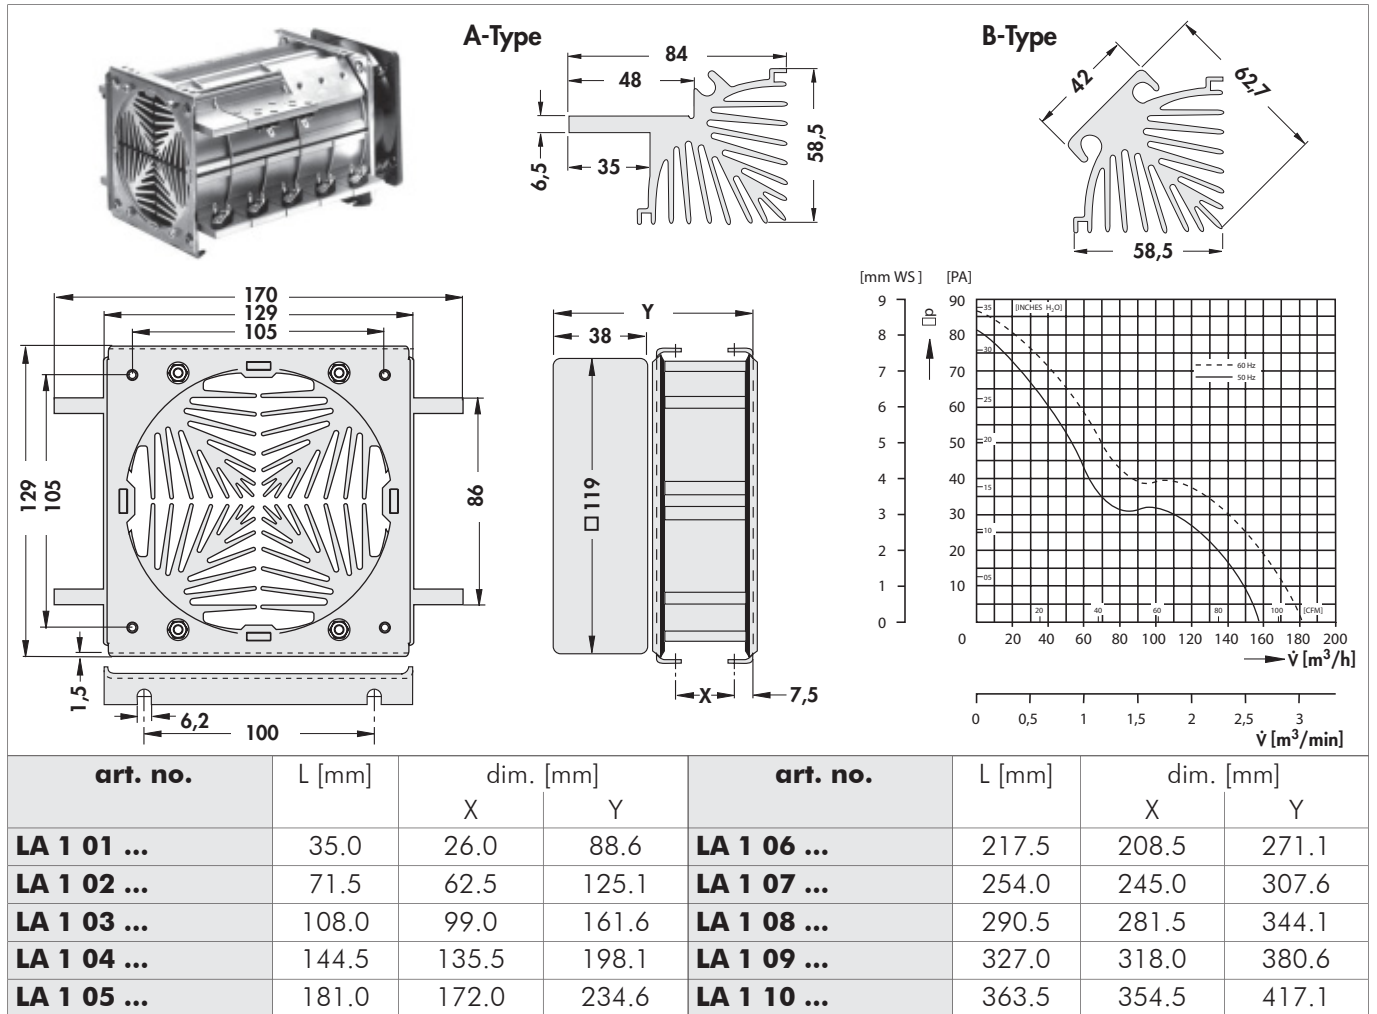 A-Type
84
48
35
6,5
58,5
B-Type
42
62,7
58,5
170
129
105
129
105
86
1,5
6,2
100
Y
38
□ 119
X
7,5
[mm WS ] [PA]
9 90
8 80
7 70
6 60
5 50
4 40
3 30
2 20
1 10
0
□p
[INCHES H₂O]
35
30
25
20
15
10
05
60 Hz
50 Hz
20 40 60 80 100 [CFM]
0 20 40 60 80 100 120 140 160 180 200
V̇ [m³/h]
0 0,5 1 1,5 2 2,5 3
V̇ [m³/min]
art. no. L [mm] dim. [mm] art. no. L [mm] dim. [mm]
X Y X Y
LA 1 01 ... 35.0 26.0 88.6 LA 1 06 ... 217.5 208.5 271.1
LA 1 02 ... 71.5 62.5 125.1 LA 1 07 ... 254.0 245.0 307.6
LA 1 03 ... 108.0 99.0 161.6 LA 1 08 ... 290.5 281.5 344.1
LA 1 04 ... 144.5 135.5 198.1 LA 1 09 ... 327.0 318.0 380.6
LA 1 05 ... 181.0 172.0 234.6 LA 1 10 ... 363.5 354.5 417.1